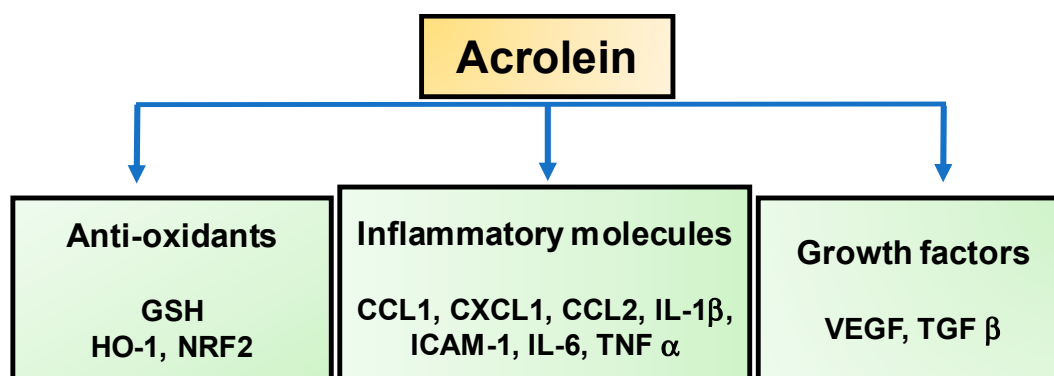 Acrolein
Anti-oxidants
GSH
HO-1, NRF2
Inflammatory molecules
CCL1, CXCL1, CCL2, IL-1β,
ICAM-1, IL-6, TNF α
Growth factors
VEGF, TGF β